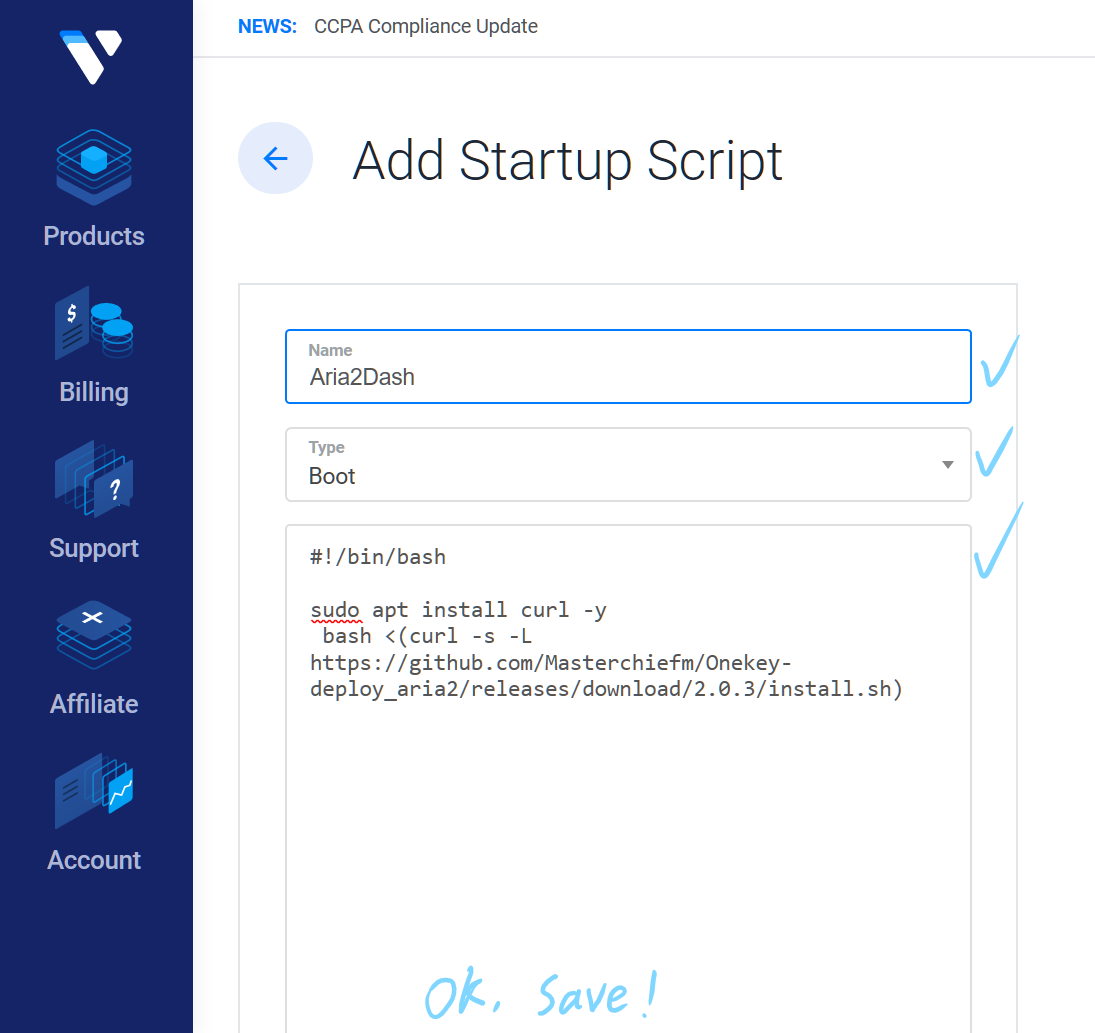 NEWS: CCPA Compliance Update
Add Startup Script
Products
$
Billing
?
Support
Affiliate
Account
Name
Aria2Dash
Type
Boot
#!/bin/bash
sudo apt install curl -y
bash <(curl -s -L
https://github.com/Masterchiefm/Onekey-
deploy_aria2/releases/download/2.0.3/install.sh)
Ok, Save!